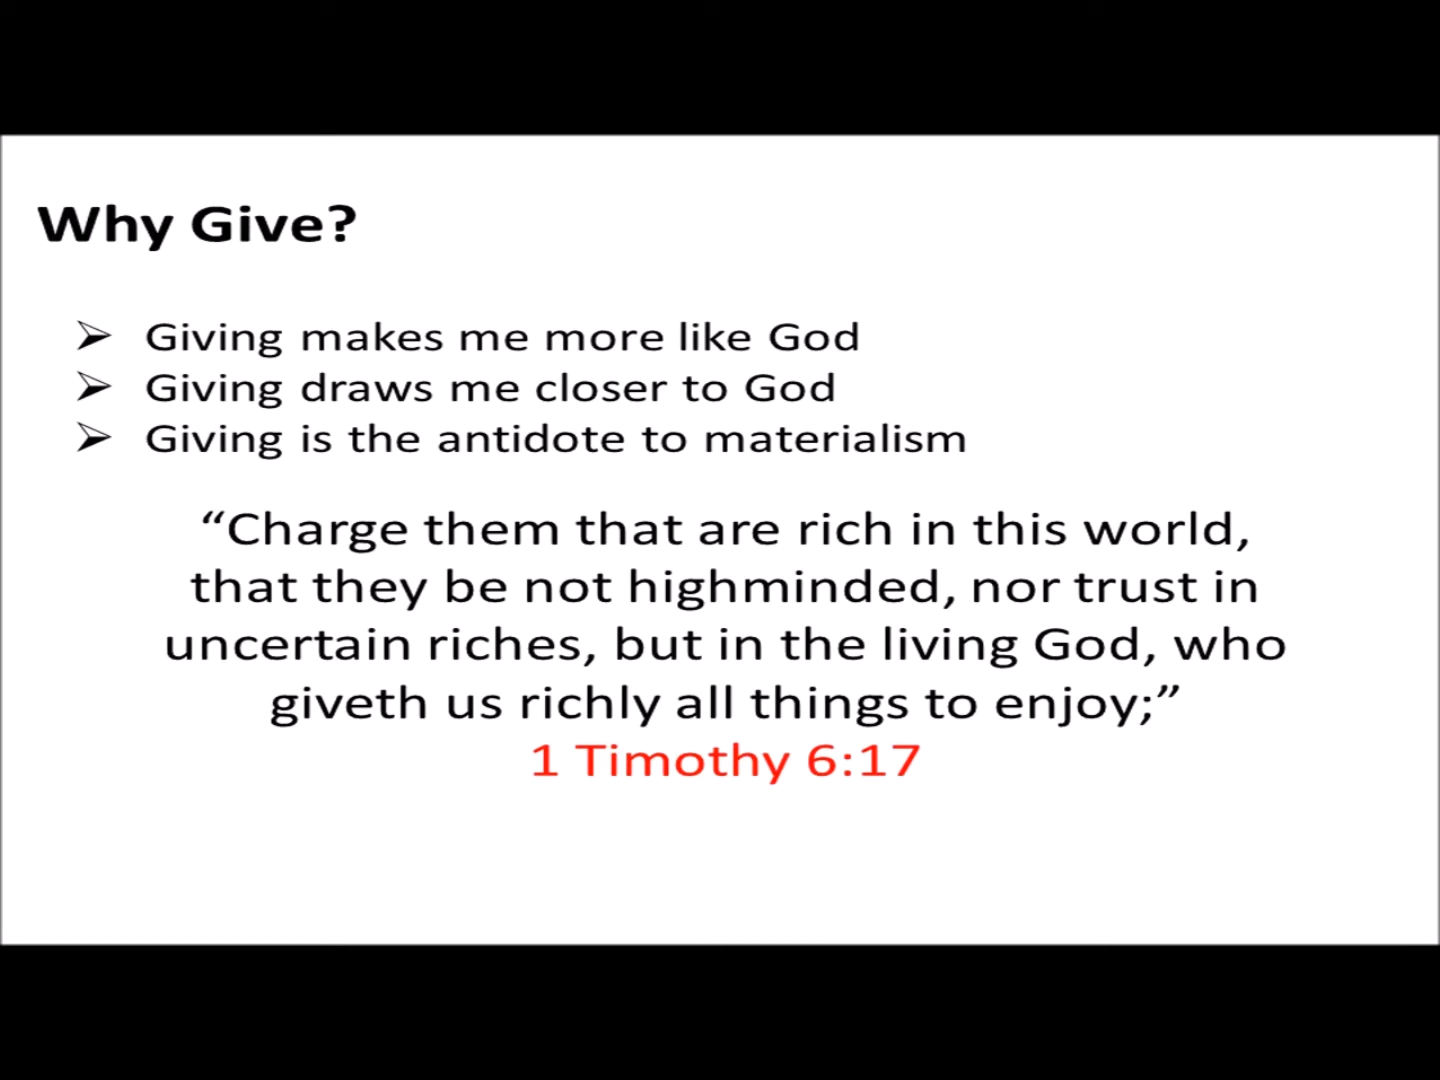 Why Give?
➢ Giving makes me more like God
➢ Giving draws me closer to God
➢ Giving is the antidote to materialism
“Charge them that are rich in this world,
that they be not highminded, nor trust in
uncertain riches, but in the living God, who
giveth us richly all things to enjoy;”
1 Timothy 6:17